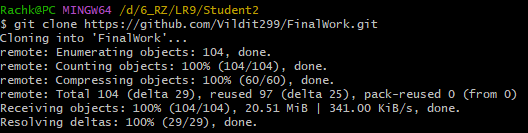 Rachk@PC MINGW64 /d/6_RZ/LR9/Student2
$ git clone https://github.com/Vildit299/FinalWork.git
Cloning into 'FinalWork'...
remote: Enumerating objects: 104, done.
remote: Counting objects: 100% (104/104), done.
remote: Compressing objects: 100% (60/60), done.
remote: Total 104 (delta 29), reused 97 (delta 25), pack-reused 0 (from 0)
Receiving objects: 100% (104/104), 20.51 MiB | 341.00 KiB/s, done.
Resolving deltas: 100% (29/29), done.